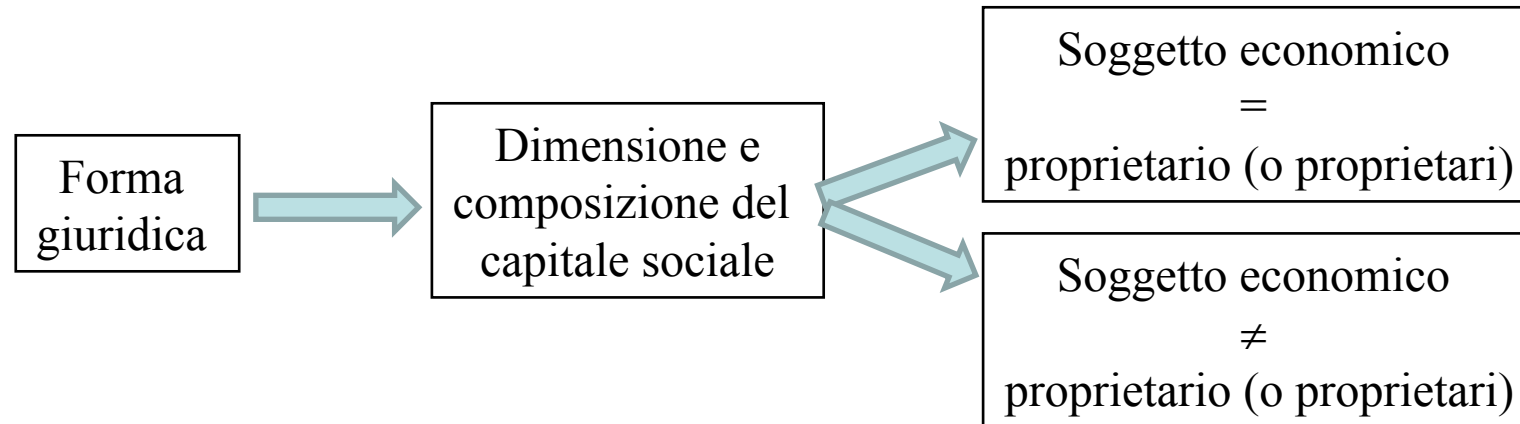 Forma
giuridica
Dimensione e
composizione del
capitale sociale
Soggetto economico
=
proprietario (o proprietari)
Soggetto economico
≠
proprietario (o proprietari)